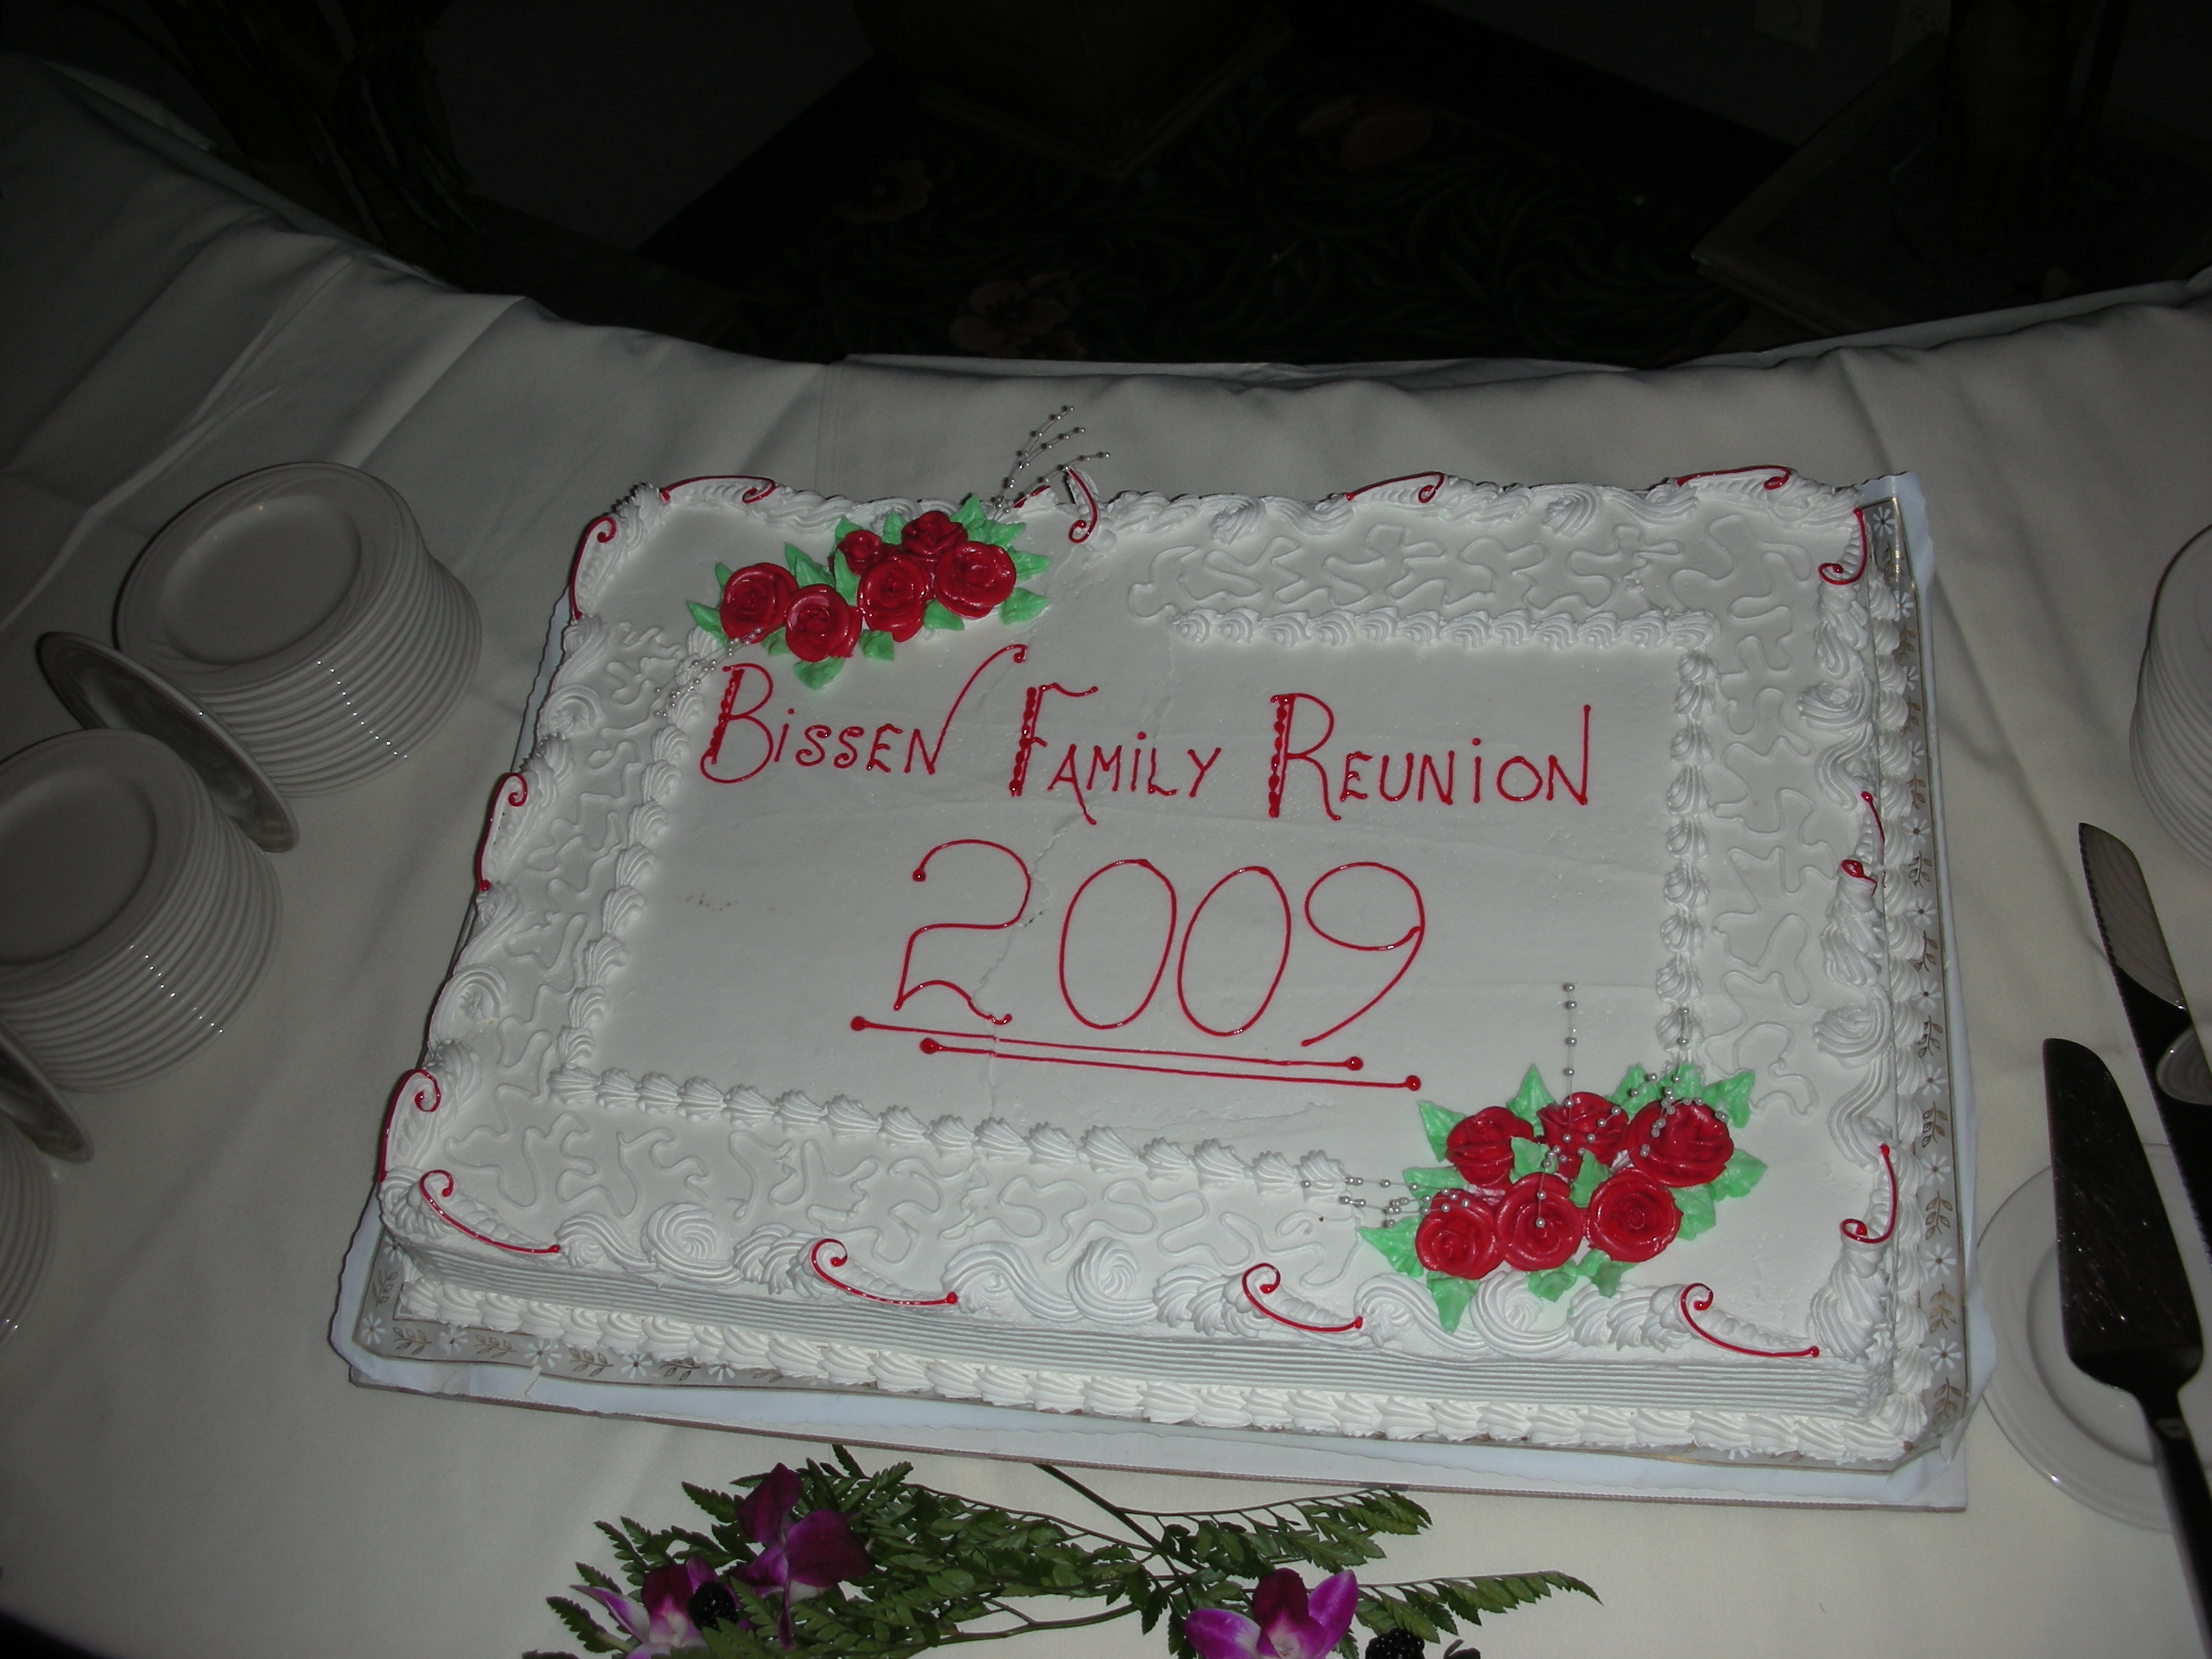 BiSSEN FAMiLY REUNiON
2009